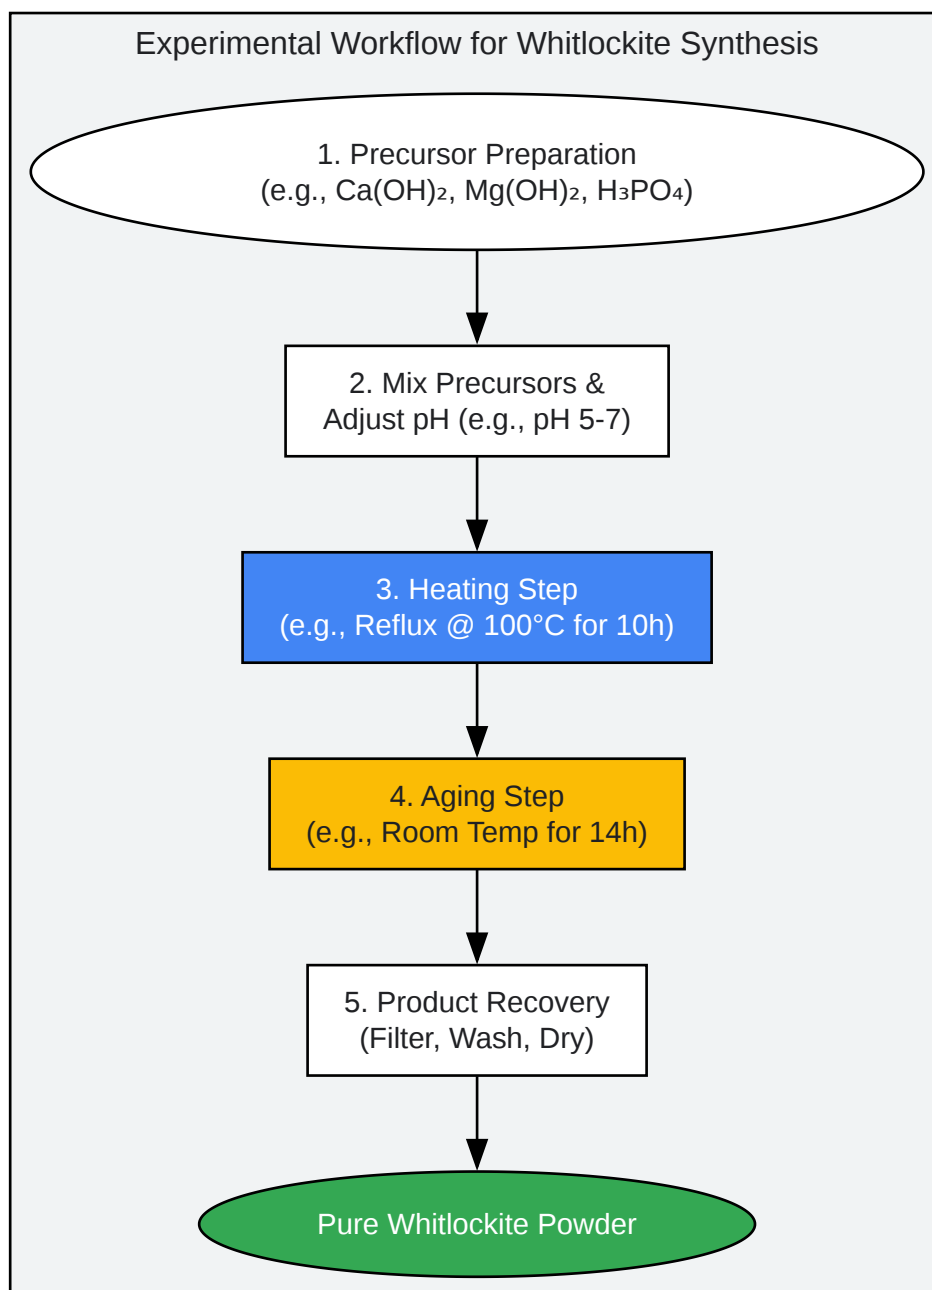 Experimental Workflow for Whitlockite Synthesis
1. Precursor Preparation
(e.g., Ca(OH)₂, Mg(OH)₂, H₃PO₄)
2. Mix Precursors &
Adjust pH (e.g., pH 5-7)
3. Heating Step
(e.g., Reflux @ 100°C for 10h)
4. Aging Step
(e.g., Room Temp for 14h)
5. Product Recovery
(Filter, Wash, Dry)
Pure Whitlockite Powder